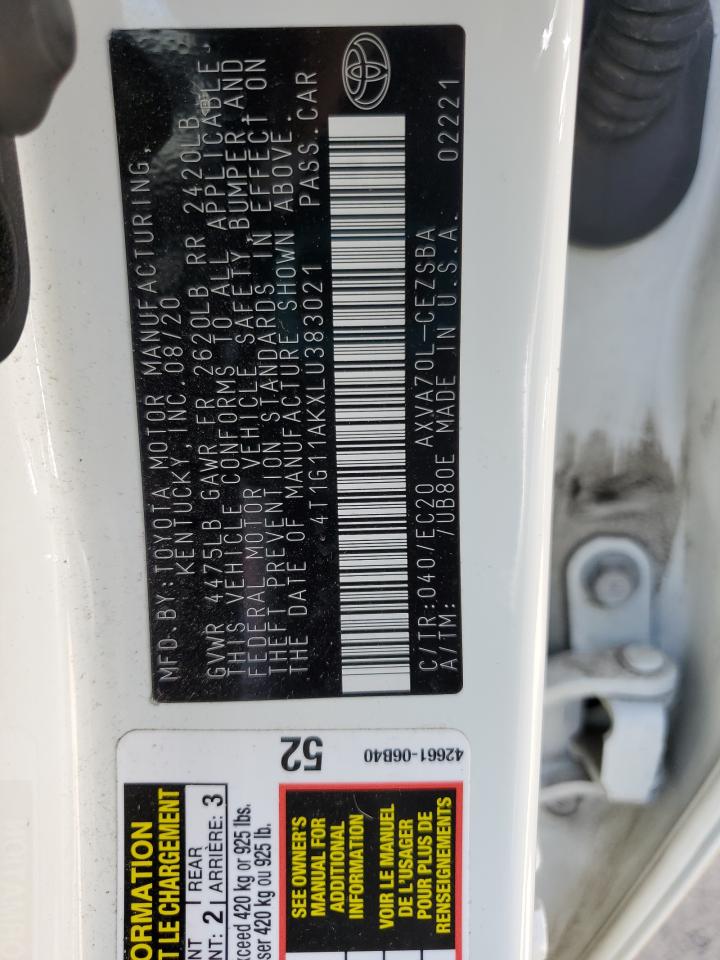 MFD.BY:TOYOTA MOTOR MANUFACTURING,
KENTUCKY, INC. 08/20
GVWR 4475LB GAWR FR 2620LB RR 2420LB
THIS VEHICLE CONFORMS TO ALL APPLICABLE
FEDERAL MOTOR VEHICLE SAFETY, BUMPER, AND
THEFT PREVENTION STANDARDS IN EFFECT ON
THE DATE OF MANUFACTURE SHOWN ABOVE.
4T1G11AKXLU383021 PASS.CAR
C/TR:040/EC20 AXVA70L-CEZSBA 02221
A/TM: /UB80E MADE IN U.S.A.
52
42661-06B40
ORMATION
T LE CHARGEMENT
NT 2 REAR 3
NT: ARRIÈRE:
xceed 420 kg or 925 lbs.
ser 420 kg ou 925 lb.
SEE OWNER'S
MANUAL FOR
ADDITIONAL
INFORMATION
VOIR LE MANUEL
DE L'USAGER
POUR PLUS DE
RENSEIGNEMENTS